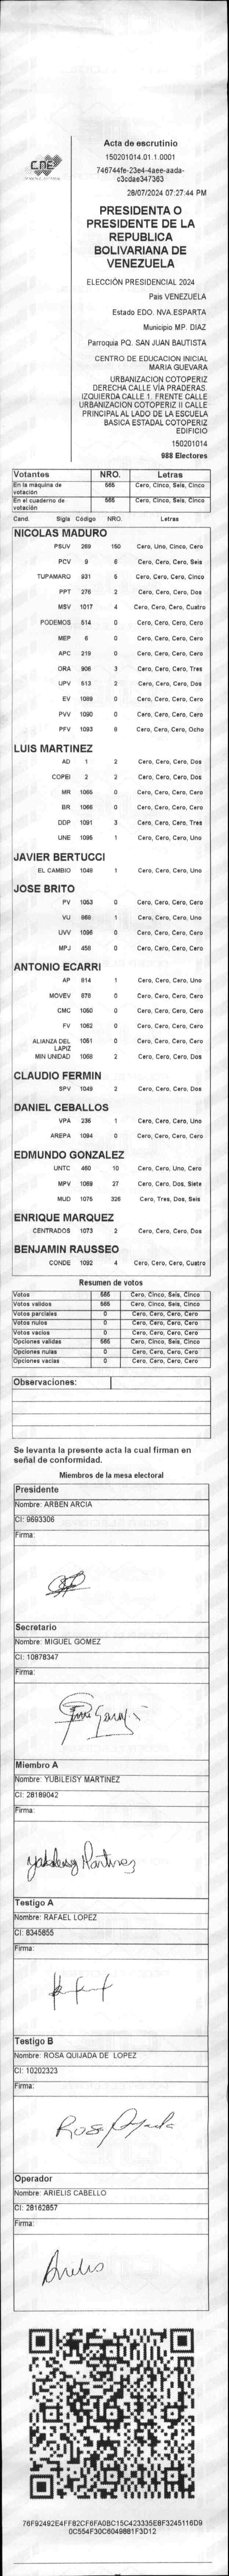 CNE
Acta de escrutinio
150201014.01.1.0001
746744fe-23e4-4aee-aada-
c3cdae347363
28/07/2024 07:27:44 PM
PRESIDENTA O
PRESIDENTE DE LA
REPUBLICA
BOLIVARIANA DE
VENEZUELA
ELECCIÓN PRESIDENCIAL 2024
Pais VENEZUELA
Estado EDO. NVA.ESPARTA
Municipio MP. DIAZ
Parroquia PQ. SAN JUAN BAUTISTA
CENTRO DE EDUCACION INICIAL
MARIA GUEVARA
URBANIZACION COTOPERIZ
DERECHA CALLE VÍA PRADERAS.
IZQUIERDA CALLE 1. FRENTE CALLE
URBANIZACION COTOPERIZ II CALLE
PRINCIPAL AL LADO DE LA ESCUELA
BASICA ESTADAL COTOPERIZ
EDIFICIO
150201014
988 Electores
Votantes NRO. Letras
En la máquina de
votación 565 Cero, Cinco, Seis, Cinco
En el cuaderno de
votación 565 Cero, Cinco, Seis, Cinco
Cand. Sigla Código NRO. Letras
NICOLAS MADURO
PSUV 269 150 Cero, Uno, Cinco, Cero
PCV 9 6 Cero, Cero, Cero, Seis
TUPAMARO 931 5 Cero, Cero, Cero, Cinco
PPT 276 2 Cero, Cero, Cero, Dos
MSV 1017 4 Cero, Cero, Cero, Cuatro
PODEMOS 514 0 Cero, Cero, Cero, Cero
MEP 6 0 Cero, Cero, Cero, Cero
APC 219 0 Cero, Cero, Cero, Cero
ORA 906 3 Cero, Cero, Cero, Tres
UPV 513 2 Cero, Cero, Cero, Dos
EV 1089 0 Cero, Cero, Cero, Cero
PVV 1090 0 Cero, Cero, Cero, Cero
PFV 1093 8 Cero, Cero, Cero, Ocho
LUIS MARTINEZ
AD 1 2 Cero, Cero, Cero, Dos
COPEI 2 2 Cero, Cero, Cero, Dos
MR 1065 0 Cero, Cero, Cero, Cero
BR 1066 0 Cero, Cero, Cero, Cero
DDP 1091 3 Cero, Cero, Cero, Tres
UNE 1095 1 Cero, Cero, Cero, Uno
JAVIER BERTUCCI
EL CAMBIO 1048 1 Cero, Cero, Cero, Uno
JOSE BRITO
PV 1053 0 Cero, Cero, Cero, Cero
VU 868 1 Cero, Cero, Cero, Uno
UVV 1096 0 Cero, Cero, Cero, Cero
MPJ 458 0 Cero, Cero, Cero, Cero
ANTONIO ECARRI
AP 814 1 Cero, Cero, Cero, Uno
MOVEV 878 0 Cero, Cero, Cero, Cero
CMC 1050 0 Cero, Cero, Cero, Cero
FV 1062 0 Cero, Cero, Cero, Cero
ALIANZA DEL
LAPIZ 1051 0 Cero, Cero, Cero, Cero
MIN UNIDAD 1058 2 Cero, Cero, Cero, Dos
CLAUDIO FERMIN
SPV 1049 2 Cero, Cero, Cero, Dos
DANIEL CEBALLOS
VPA 236 1 Cero, Cero, Cero, Uno
AREPA 1094 0 Cero, Cero, Cero, Cero
EDMUNDO GONZALEZ
UNTC 460 10 Cero, Cero, Uno, Cero
MPV 1069 27 Cero, Cero, Dos, Siete
MUD 1075 326 Cero, Tres, Dos, Seis
ENRIQUE MARQUEZ
CENTRADOS 1073 2 Cero, Cero, Cero, Dos
BENJAMIN RAUSSEO
CONDE 1092 4 Cero, Cero, Cero, Cuatro
Resumen de votos
Votos 565 Cero, Cinco, Seis, Cinco
Votos validos 565 Cero, Cinco, Seis, Cinco
Votos parciales 0 Cero, Cero, Cero, Cero
Votos nulos 0 Cero, Cero, Cero, Cero
Votos vacíos 0 Cero, Cero, Cero, Cero
Opciones validas 565 Cero, Cinco, Seis, Cinco
Opciones nulas 0 Cero, Cero, Cero, Cero
Opciones vacias 0 Cero, Cero, Cero, Cero
Observaciones:
Se levanta la presente acta la cual firman en
señal de conformidad.
Miembros de la mesa electoral
Presidente
Nombre: ARBEN ARCIA
CI: 9693306
Firma:
Secretario
Nombre: MIGUEL GOMEZ
CI: 10878347
Firma:
Miembro A
Nombre: YUBILEISY MARTINEZ
CI: 28189042
Firma:
Martinez
Testigo A
Nombre: RAFAEL LOPEZ
CI: 8345855
Firma:
Testigo B
Nombre: ROSA QUIJADA DE LOPEZ
CI: 10202323
Firma:
Rosa Quijada
Operador
Nombre: ARIELIS CABELLO
CI: 28162857
Firma:
Arielis
76F92492E4FF82CF6FA0BC15C423335EBF3245116D9
0C554F30C6049881F3D12